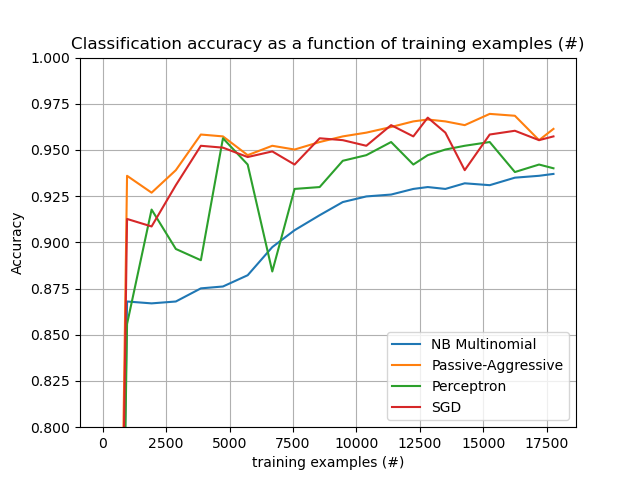 Classification accuracy as a function of training examples (#)
1.000
0.975
0.950
0.925
0.900
0.875
0.850
0.825
0.800
Accuracy
NB Multinomial
Passive-Aggressive
Perceptron
SGD
0 2500 5000 7500 10000 12500 15000 17500
training examples (#)